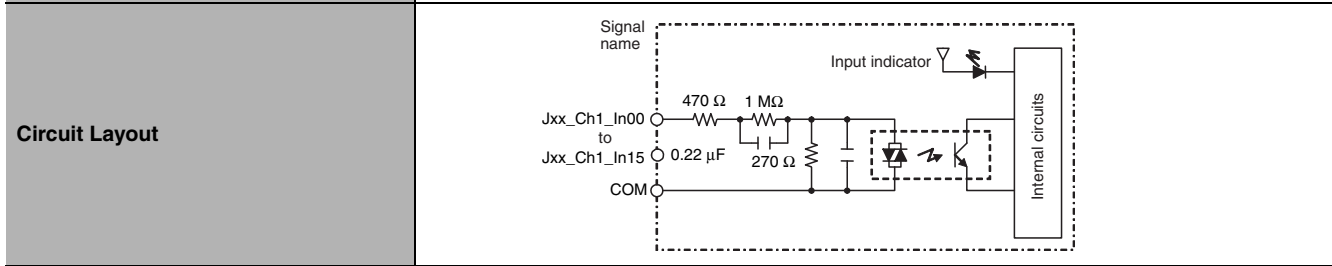 Circuit Layout
Signal
name
Input indicator
470 Ω
1 MΩ
Jxx_Ch1_In00
to
Jxx_Ch1_In15
0.22 μF
270 Ω
COM
Internal circuits